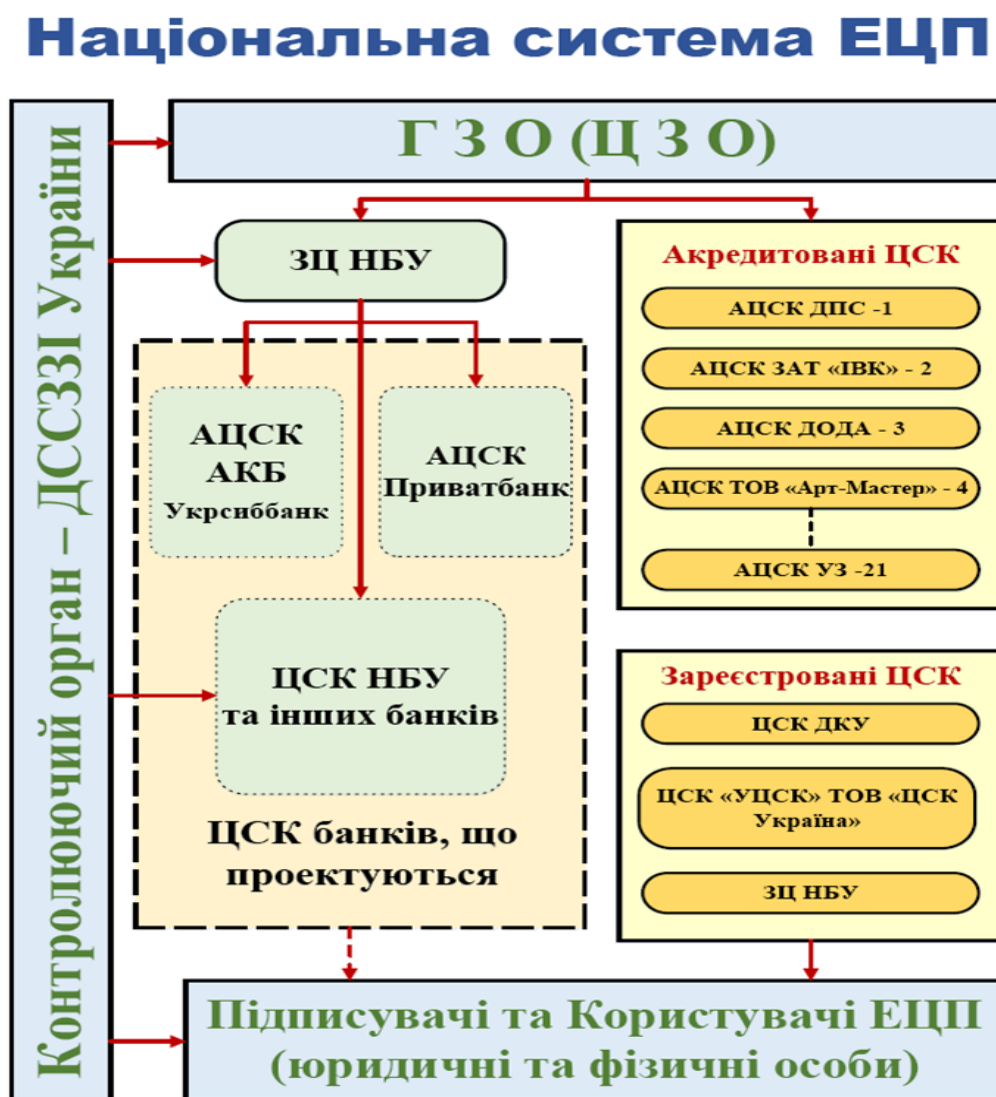 Національна система ЕЦП
Контролюючий орган – ДССЗЗІ України
Г З О (Ц З О)
ЗЦ НБУ
АЦСК
АКБ
Укрсиббанк
АЦСК
Приватбанк
ЦСК НБУ
та інших банків
ЦСК банків, що
проектуються
Акредитовані ЦСК
АЦСК ДПС -1
АЦСК ЗАТ «ІВК» - 2
АЦСК ДОДА - 3
АЦСК ТОВ «Арт-Мастер» - 4
АЦСК УЗ -21
Зареєстровані ЦСК
ЦСК ДКУ
ЦСК «УЦСК» ТОВ «ЦСК
Україна»
ЗЦ НБУ
Підписувачі та Користувачі ЕЦП
(юридичні та фізичні особи)